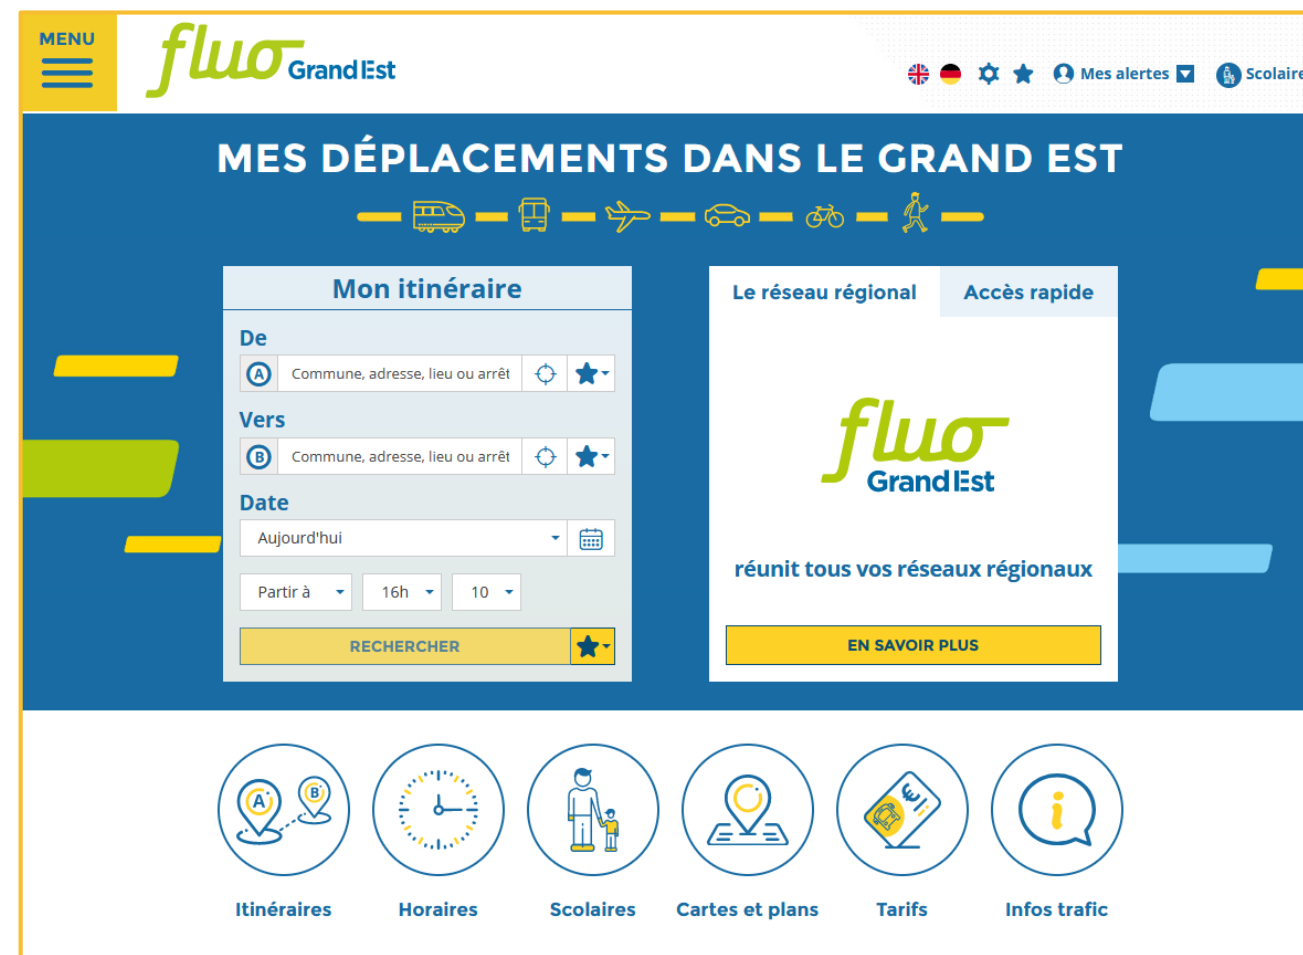 MENU
fluo Grand Est
Mes alertes
Scolaire
MES DÉPLACEMENTS DANS LE GRAND EST
Mon itinéraire
De
A Commune, adresse, lieu ou arrêt
Vers
B Commune, adresse, lieu ou arrêt
Date
Aujourd'hui
Partir à 16h 10
RECHERCHER
Le réseau régional Accès rapide
fluo
Grand Est
réunit tous vos réseaux régionaux
EN SAVOIR PLUS
A B
€
i
Itinéraires Horaires Scolaires Cartes et plans Tarifs Infos trafic